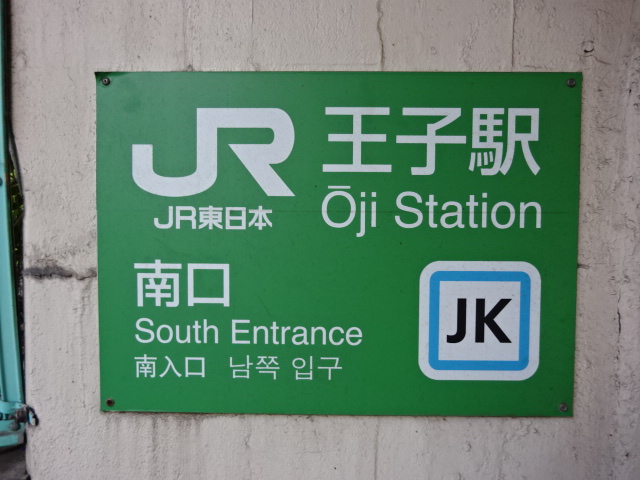 JR 王子駅
JR東日本 Ōji Station
南口
South Entrance
南入口 남쪽 입구
JK